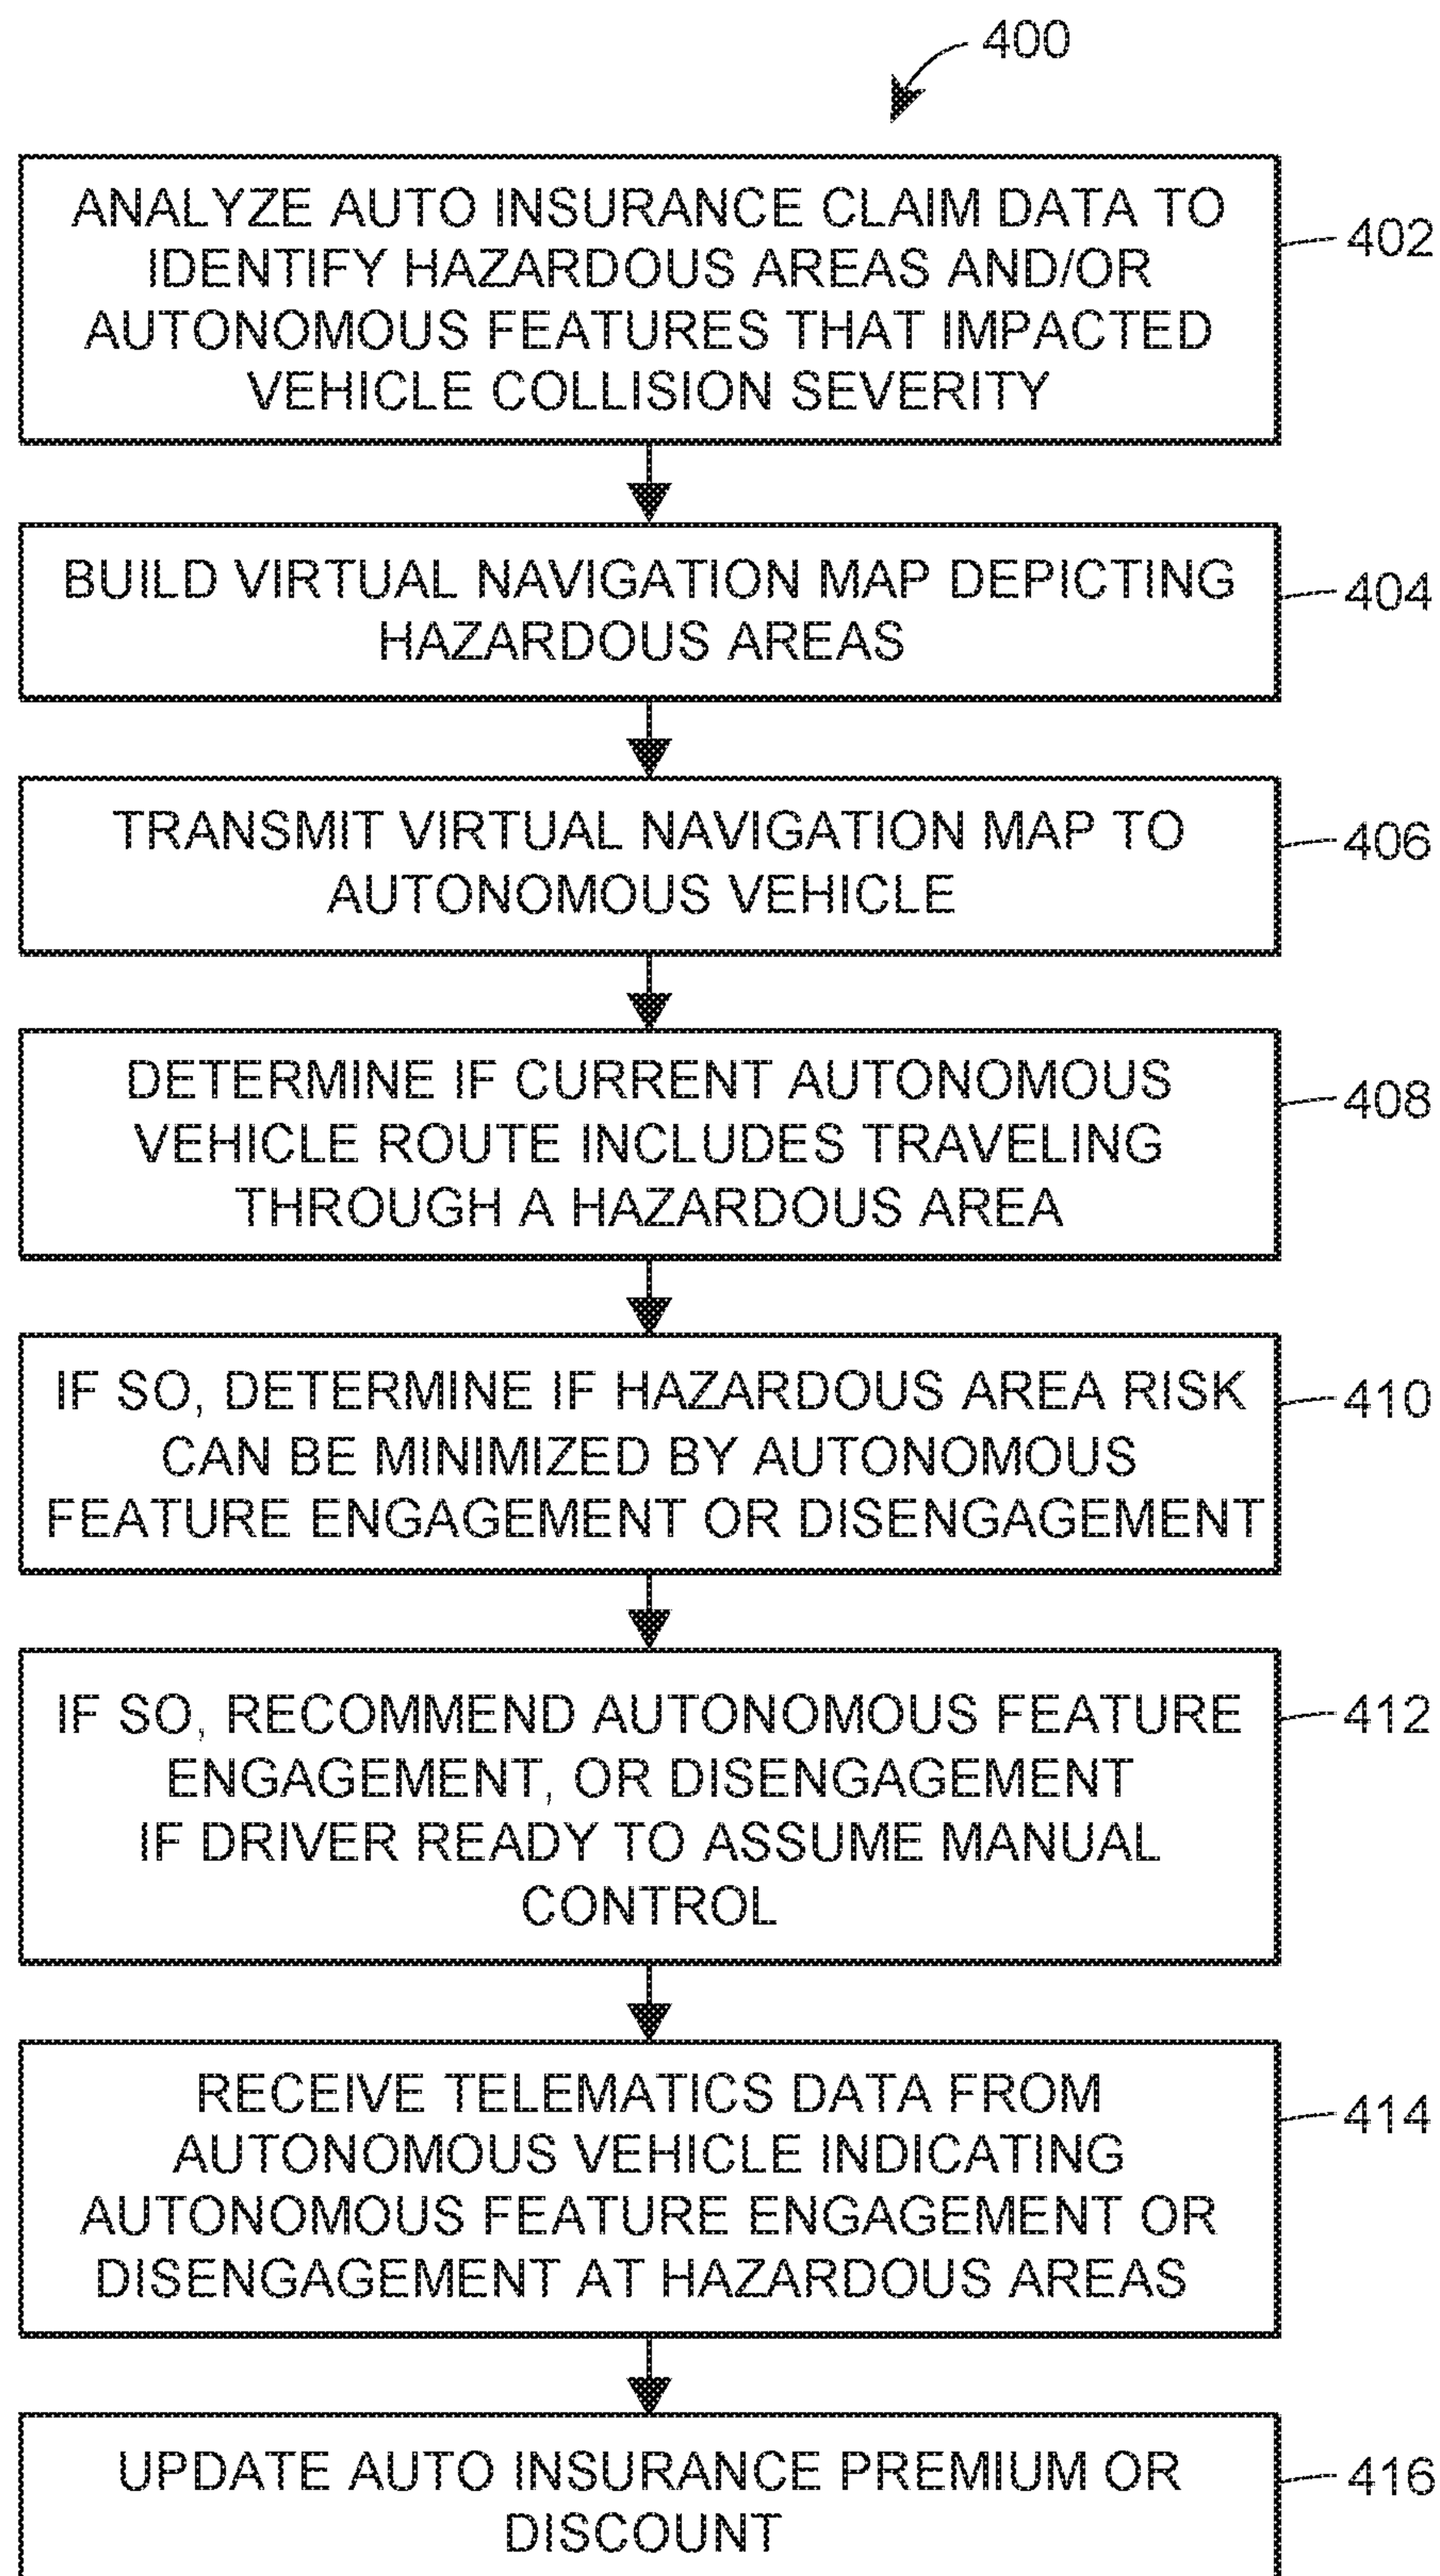 400
ANALYZE AUTO INSURANCE CLAIM DATA TO
IDENTIFY HAZARDOUS AREAS AND/OR
AUTONOMOUS FEATURES THAT IMPACTED
VEHICLE COLLISION SEVERITY
402
BUILD VIRTUAL NAVIGATION MAP DEPICTING
HAZARDOUS AREAS
404
TRANSMIT VIRTUAL NAVIGATION MAP TO
AUTONOMOUS VEHICLE
406
DETERMINE IF CURRENT AUTONOMOUS
VEHICLE ROUTE INCLUDES TRAVELING
THROUGH A HAZARDOUS AREA
408
IF SO, DETERMINE IF HAZARDOUS AREA RISK
CAN BE MINIMIZED BY AUTONOMOUS
FEATURE ENGAGEMENT OR DISENGAGEMENT
410
IF SO, RECOMMEND AUTONOMOUS FEATURE
ENGAGEMENT, OR DISENGAGEMENT
IF DRIVER READY TO ASSUME MANUAL
CONTROL
412
RECEIVE TELEMATICS DATA FROM
AUTONOMOUS VEHICLE INDICATING
AUTONOMOUS FEATURE ENGAGEMENT OR
DISENGAGEMENT AT HAZARDOUS AREAS
414
UPDATE AUTO INSURANCE PREMIUM OR
DISCOUNT
416